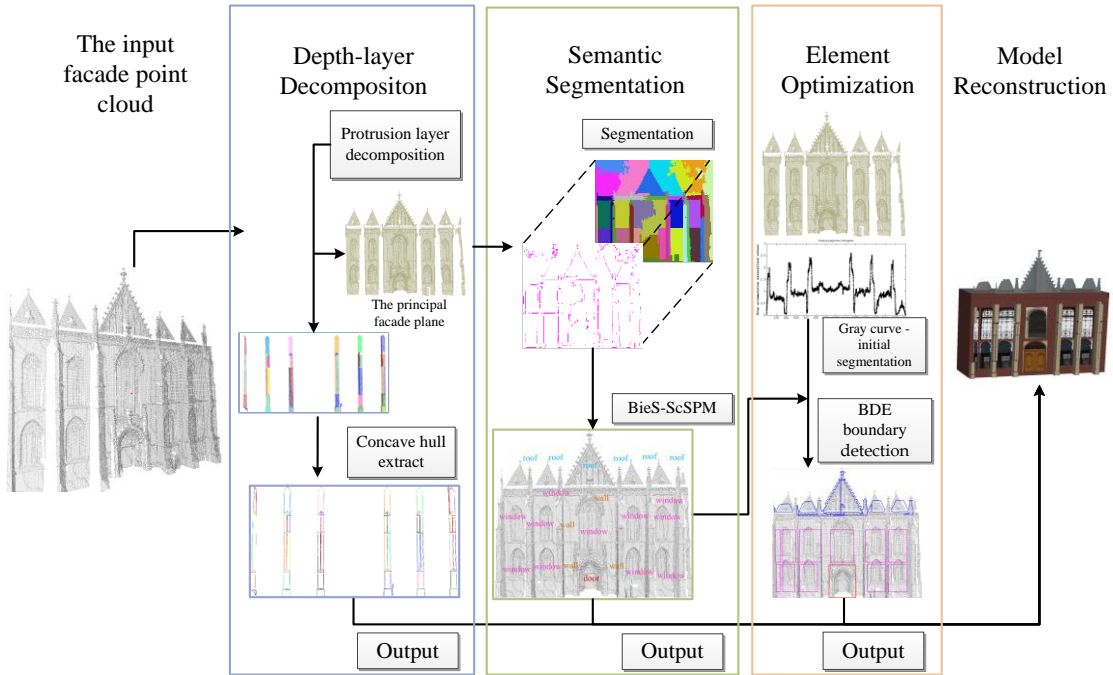 The input
facade point
cloud
Depth-layer
Decompositon
Protrusion layer
decomposition
The principal
facade plane
Concave hull
extract
Output
Semantic
Segmentation
Segmentation
BieS-ScSPM
roof roof roof roof roof
roof
window wall window
window window wall wall window window window
window window wall door wall window window
Output
Element
Optimization
Gray curve -
initial
segmentation
BDE
boundary
detection
Output
Model
Reconstruction